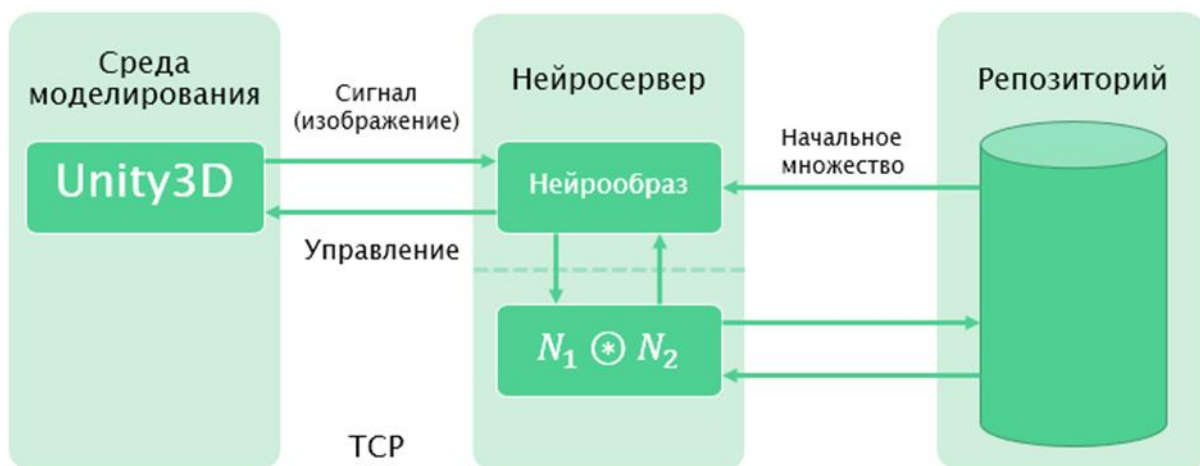 Среда
моделирования
Unity3D
Сигнал
(изображение)
Управление
TCP
Нейросервер
Нейрообраз
N₁ ⊛ N₂
Начальное
множество
Репозиторий